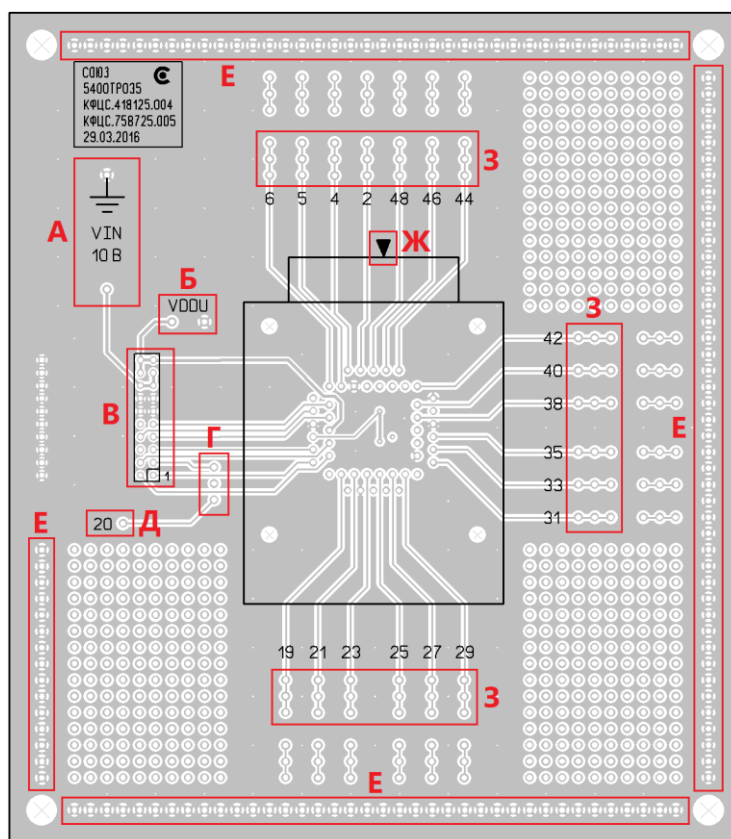 Е
СОЮЗ
5400ТР035
КФЦС.418125.004
КФЦС.758725.005
29.03.2016
З
6 5 4 2 48 46 44
А
VIN
10 В
Ж
Б
VDDU
З
42
40
38
35
33
31
В
Г
1
Е
20 Д
Е
19 21 23 25 27 29
З
Е